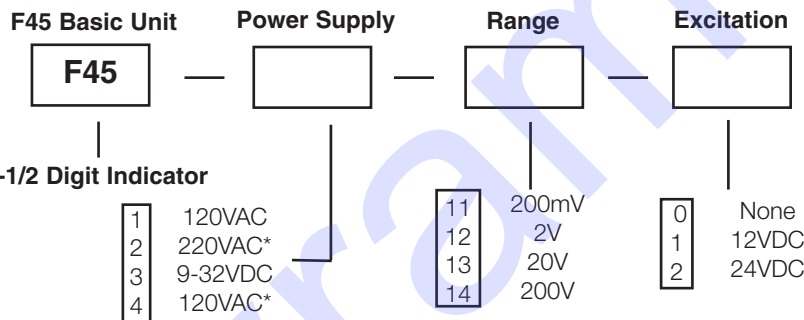 F45 Basic Unit Power Supply Range Excitation
F45
-1/2 Digit Indicator
1 120VAC
2 220VAC*
3 9-32VDC
4 120VAC*
11 200mV
12 2V
13 20V
14 200V
0 None
1 12VDC
2 24VDC